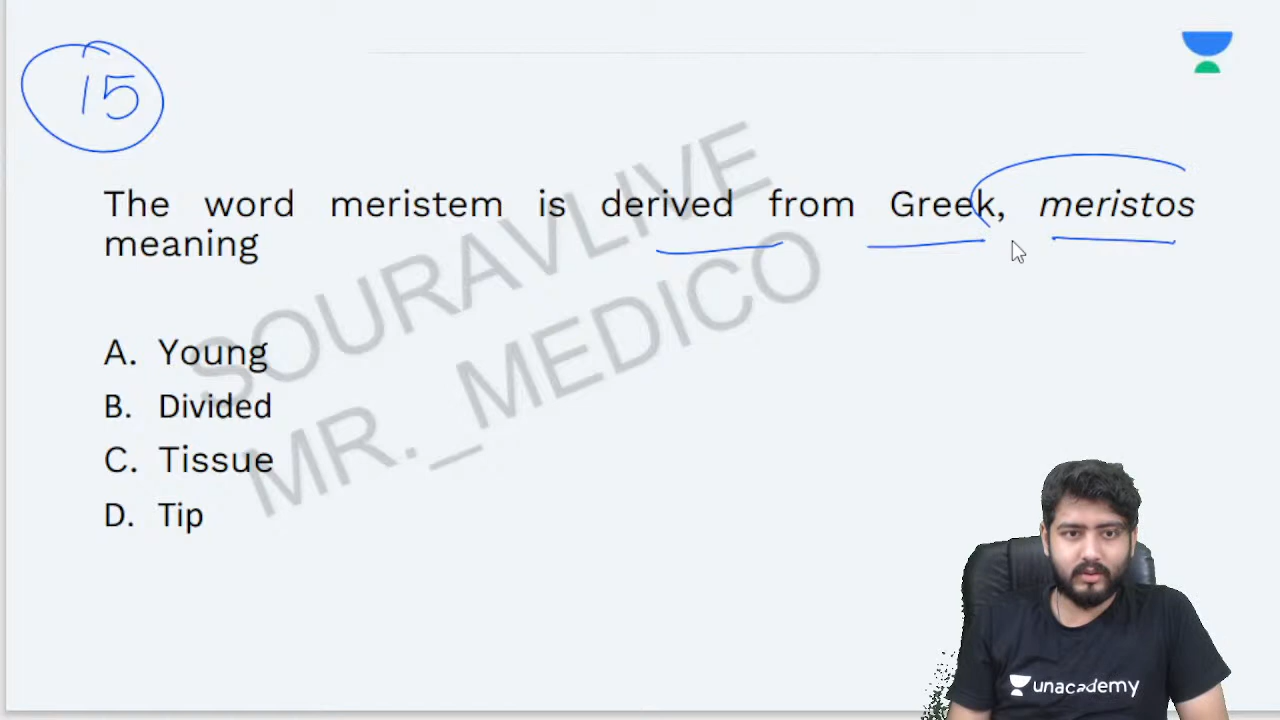 15
The word meristem is derived from Greek, meristos
meaning
A. Young
B. Divided
C. Tissue
D. Tip
SOURAVLIVE
MR._MEDICO
unacademy